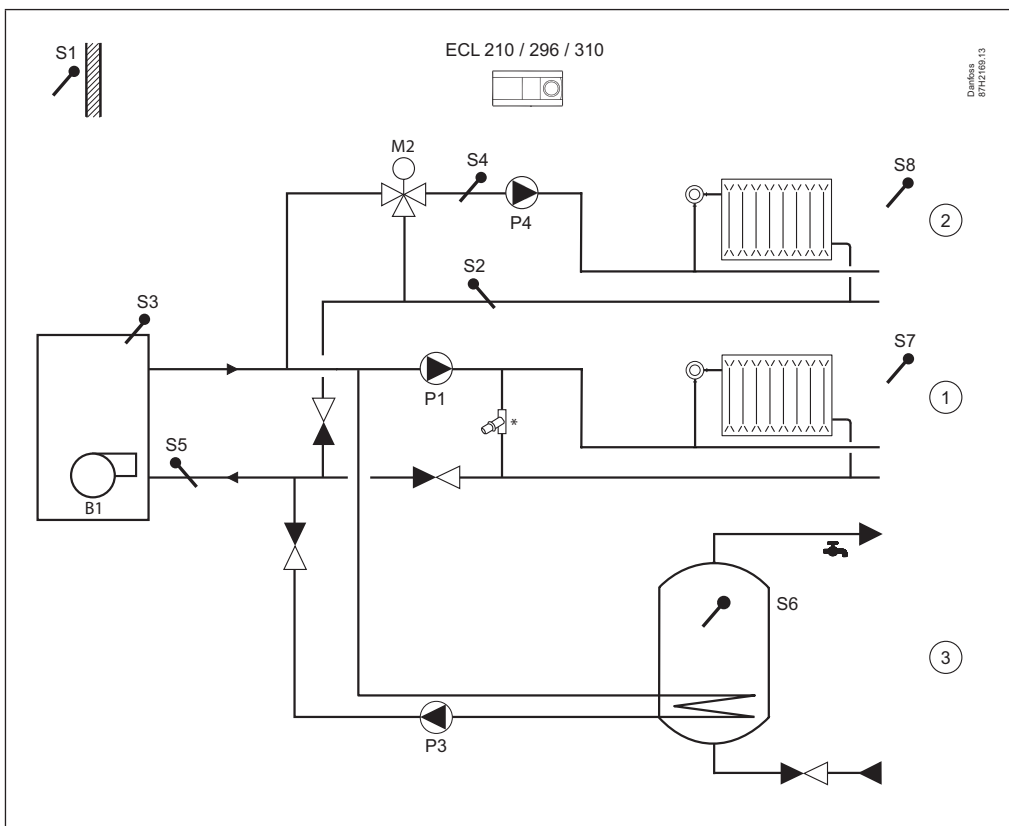 ECL 210 / 296 / 310
S1
Danfoss
87H2169.13
M2
S4
P4
S8
2
S2
S3
P1
S7
1
*
S5
B1
S6
3
P3